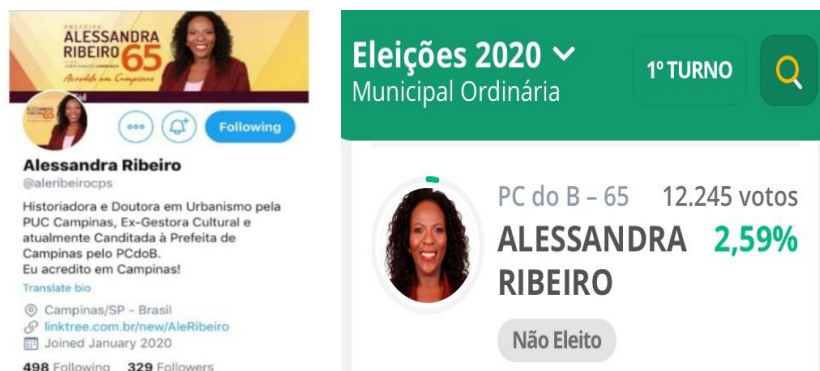 PREFEITA
ALESSANDRA
RIBEIRO 65
Acredito em Campinas
ALESSANDRA
RIBEIRO 65
Following
Alessandra Ribeiro
@aleribeirocps
Historiadora e Doutora em Urbanismo pela
PUC Campinas, Ex-Gestora Cultural e
atualmente Canditada à Prefeita de
Campinas pelo PCdoB.
Eu acredito em Campinas!
Translate bio
Campinas/SP - Brasil
linktree.com.br/new/AleRibeiro
Joined January 2020
498 Following 329 Followers
Eleições 2020
Municipal Ordinária
1º TURNO
PC do B – 65 12.245 votos
ALESSANDRA 2,59%
RIBEIRO
Não Eleito